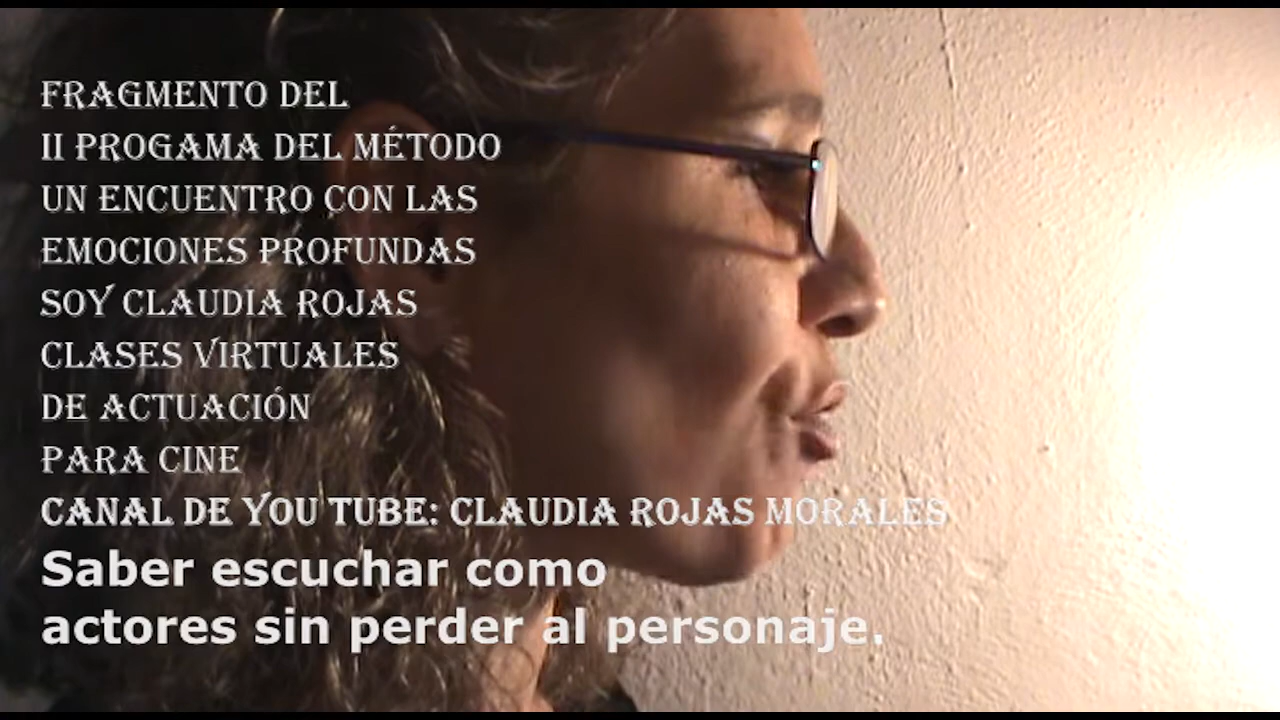 FRAGMENTO DEL
II PROGAMA DEL MÉTODO
UN ENCUENTRO CON LAS
EMOCIONES PROFUNDAS
SOY CLAUDIA ROJAS
CLASES VIRTUALES
DE ACTUACIÓN
PARA CINE
CANAL DE YOU TUBE: CLAUDIA ROJAS MORALES
Saber escuchar como
actores sin perder al personaje.